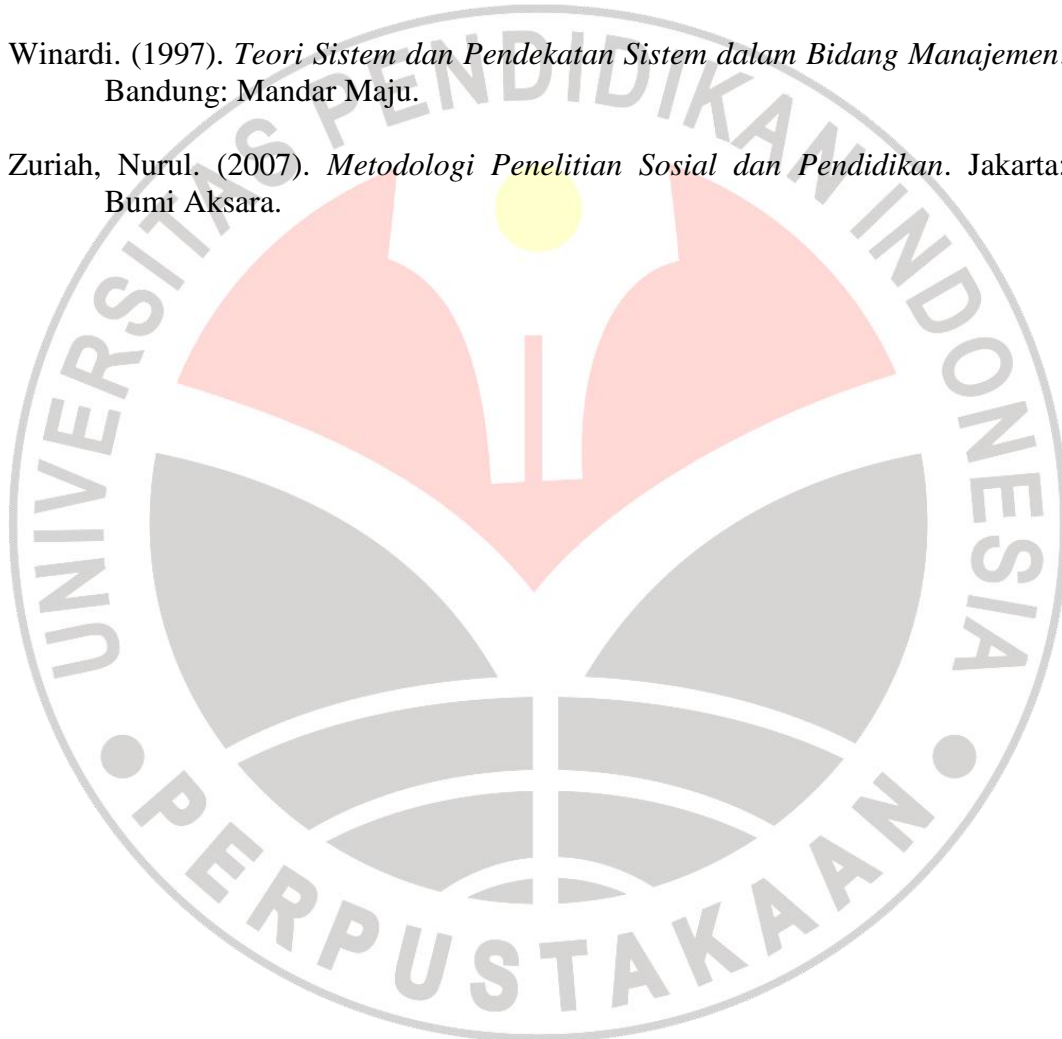 Winardi. (1997). Teori Sistem dan Pendekatan Sistem dalam Bidang Manajemen.
Bandung: Mandar Maju.
Zuriah, Nurul. (2007). Metodologi Penelitian Sosial dan Pendidikan. Jakarta:
Bumi Aksara.
UNIVERSITAS PENDIDIKAN INDONESIA
PERPUSTAKAAN